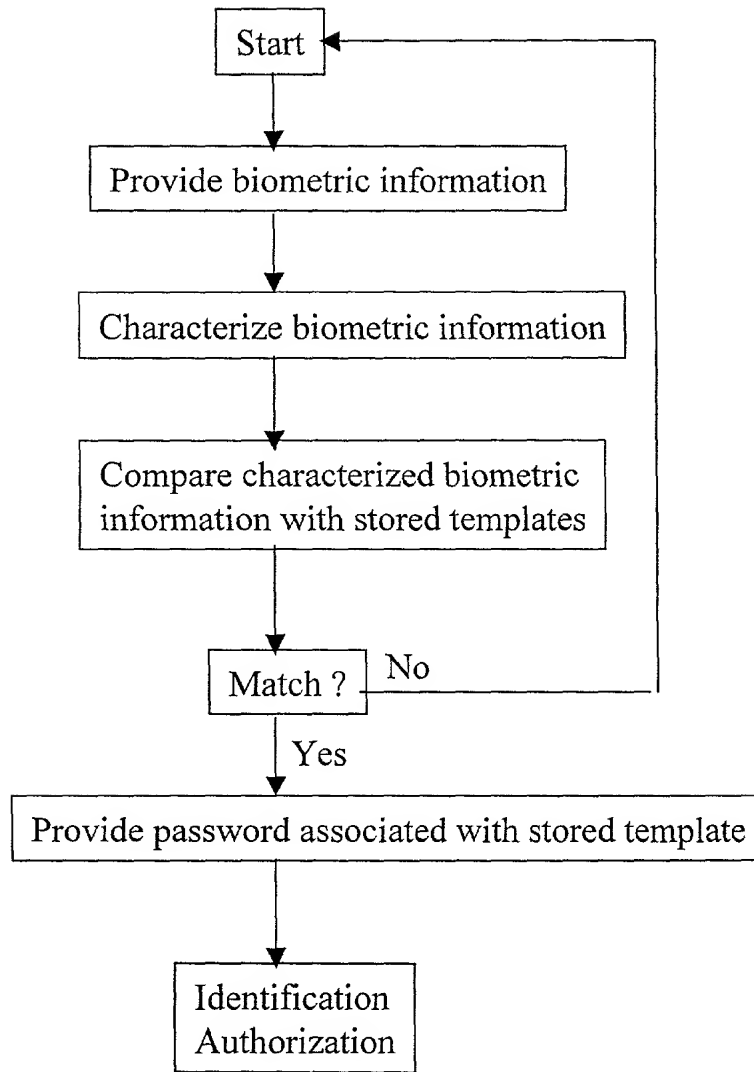 Start
Provide biometric information
Characterize biometric information
Compare characterized biometric
information with stored templates
Match ?
No
Yes
Provide password associated with stored template
Identification
Authorization